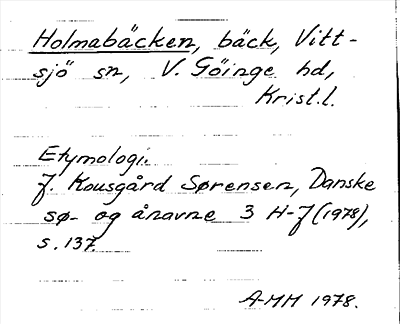 Holmabäcken, bäck, Vitt-
sjö sn, V. Göinge hd,
Krist.l.
Etymologi.
J. Kousgård Sørensen, Danske
sø- og ånavne 3 H-J (1978),
s. 137.
AMH 1978.